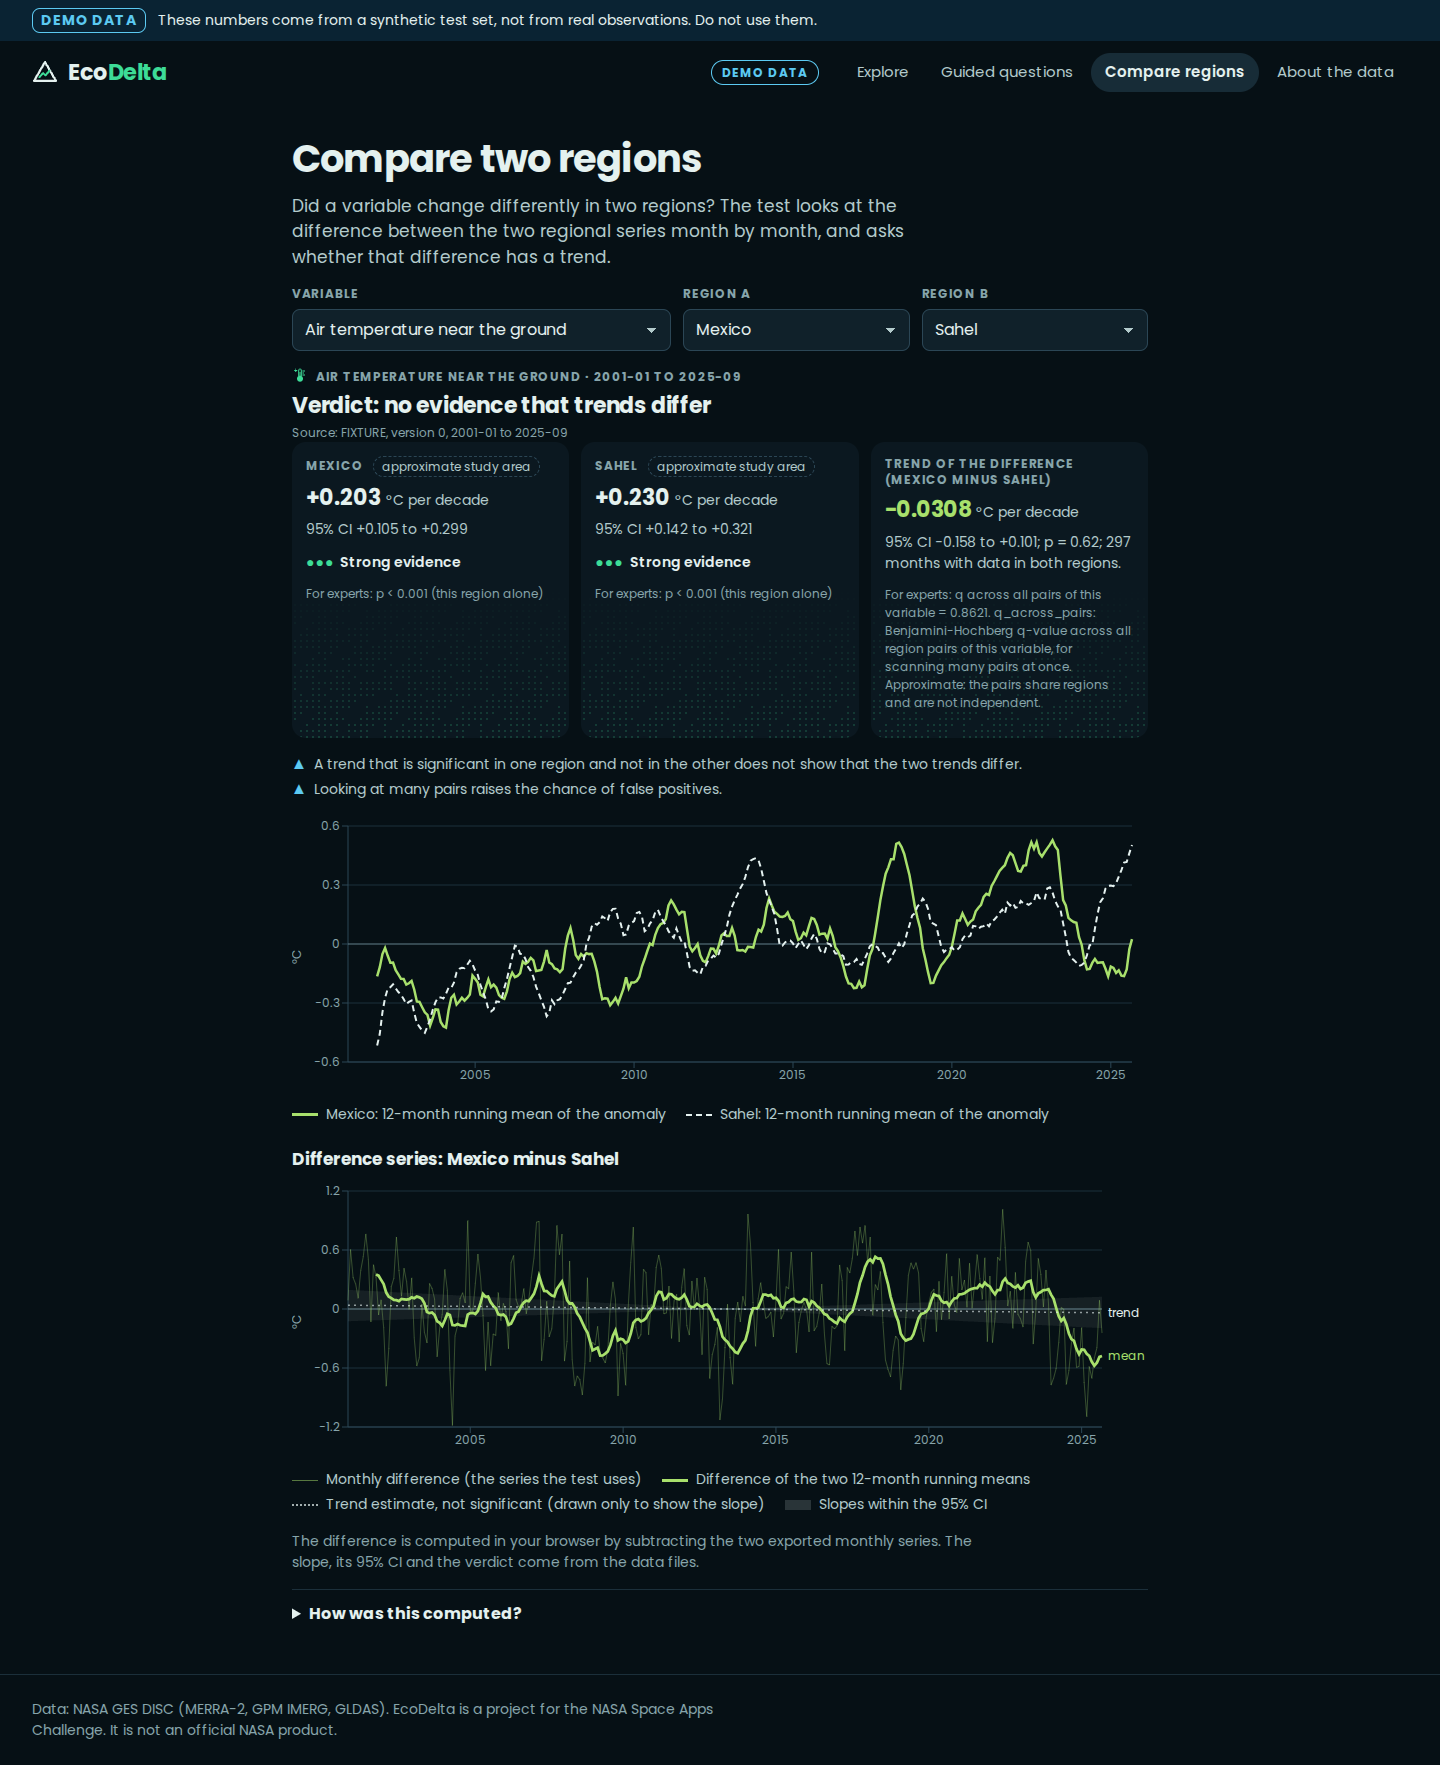 DEMO DATA These numbers come from a synthetic test set, not from real observations. Do not use them.
EcoDelta
DEMO DATA Explore Guided questions Compare regions About the data
Compare two regions
Did a variable change differently in two regions? The test looks at the
difference between the two regional series month by month, and asks
whether that difference has a trend.
VARIABLE
Air temperature near the ground
REGION A
Mexico
REGION B
Sahel
AIR TEMPERATURE NEAR THE GROUND · 2001-01 TO 2025-09
Verdict: no evidence that trends differ
Source: FIXTURE, version 0, 2001-01 to 2025-09
MEXICO approximate study area
+0.203 °C per decade
95% CI +0.105 to +0.299
●●● Strong evidence
For experts: p < 0.001 (this region alone)
SAHEL approximate study area
+0.230 °C per decade
95% CI +0.142 to +0.321
●●● Strong evidence
For experts: p < 0.001 (this region alone)
TREND OF THE DIFFERENCE
(MEXICO MINUS SAHEL)
−0.0308 °C per decade
95% CI −0.158 to +0.101; p = 0.62; 297
months with data in both regions.
For experts: q across all pairs of this
variable = 0.8621. q_across_pairs:
Benjamini-Hochberg q-value across all
region pairs of this variable, for
scanning many pairs at once.
Approximate: the pairs share regions
and are not independent.
▲ A trend that is significant in one region and not in the other does not show that the two trends differ.
▲ Looking at many pairs raises the chance of false positives.
0.6
0.3
0
−0.3
−0.6
°C
2005 2010 2015 2020 2025
Mexico: 12-month running mean of the anomaly Sahel: 12-month running mean of the anomaly
Difference series: Mexico minus Sahel
1.2
0.6
0
−0.6
−1.2
°C
trend
mean
2005 2010 2015 2020 2025
Monthly difference (the series the test uses) Difference of the two 12-month running means
Trend estimate, not significant (drawn only to show the slope) Slopes within the 95% CI
The difference is computed in your browser by subtracting the two exported monthly series. The
slope, its 95% CI and the verdict come from the data files.
▶ How was this computed?
Data: NASA GES DISC (MERRA-2, GPM IMERG, GLDAS). EcoDelta is a project for the NASA Space Apps
Challenge. It is not an official NASA product.